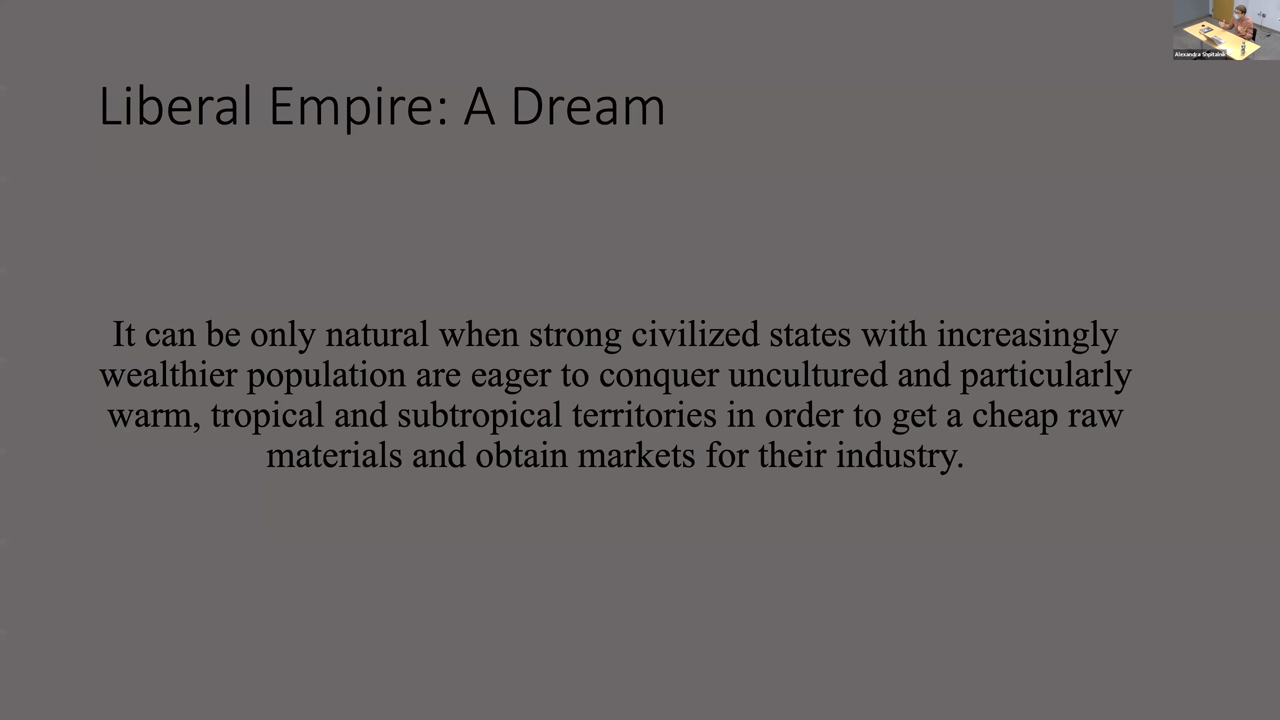 Alexandra Shpitalnik
Liberal Empire: A Dream
It can be only natural when strong civilized states with increasingly
wealthier population are eager to conquer uncultured and particularly
warm, tropical and subtropical territories in order to get a cheap raw
materials and obtain markets for their industry.